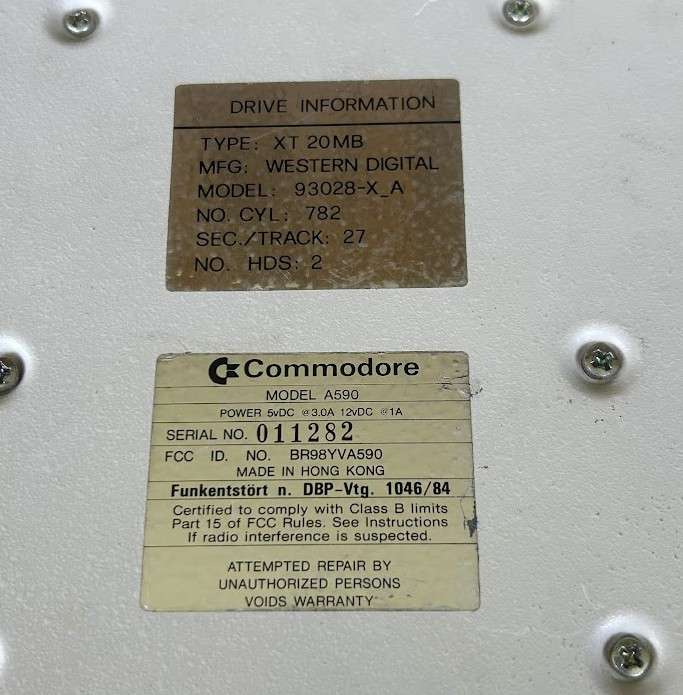 DRIVE INFORMATION
TYPE: XT 20MB
MFG: WESTERN DIGITAL
MODEL: 93028-X_A
NO. CYL: 782
SEC./TRACK: 27
NO. HDS: 2
Commodore
MODEL A590
POWER 5vDC @3.0A 12vDC @1A
SERIAL NO. 011282
FCC ID. NO. BR98YVA590
MADE IN HONG KONG
Funkentstört n. DBP-Vtg. 1046/84
Certified to comply with Class B limits
Part 15 of FCC Rules. See Instructions
If radio interference is suspected.
ATTEMPTED REPAIR BY
UNAUTHORIZED PERSONS
VOIDS WARRANTY